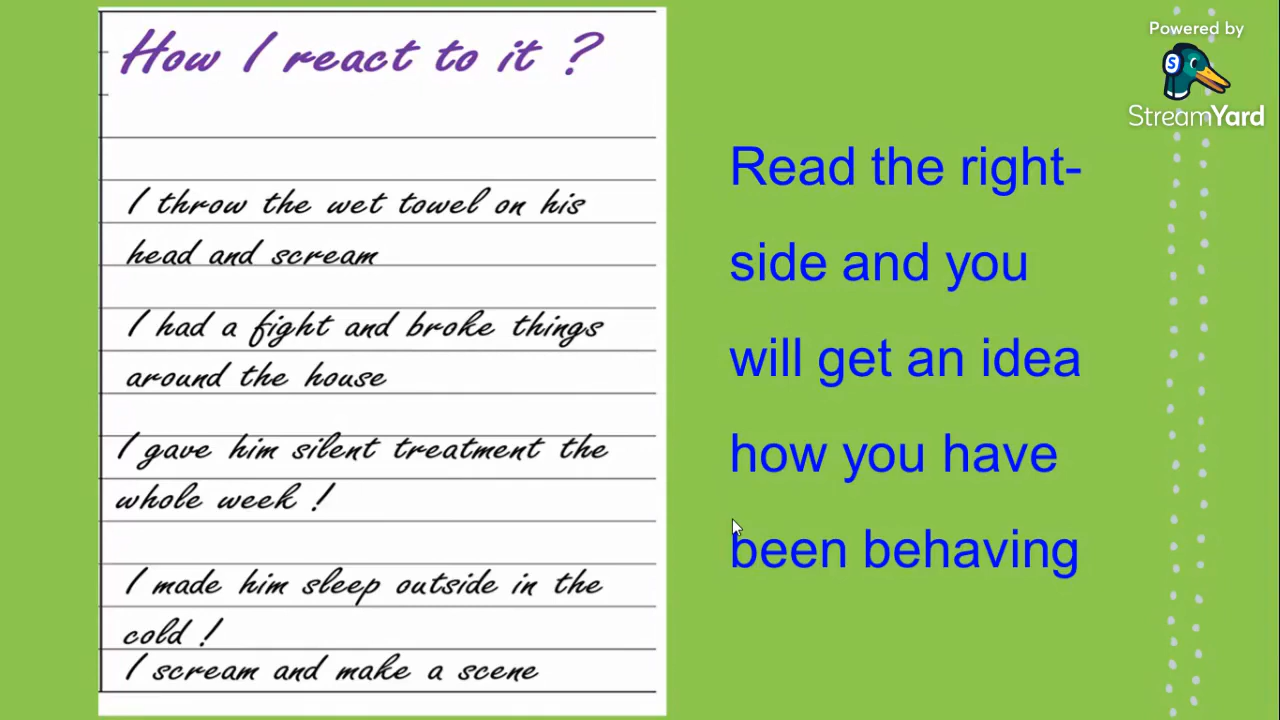 How I react to it ?
I throw the wet towel on his
head and scream
I had a fight and broke things
around the house
I gave him silent treatment the
whole week !
I made him sleep outside in the
cold !
I scream and make a scene
Read the right-
side and you
will get an idea
how you have
been behaving
Powered by
S
StreamYard